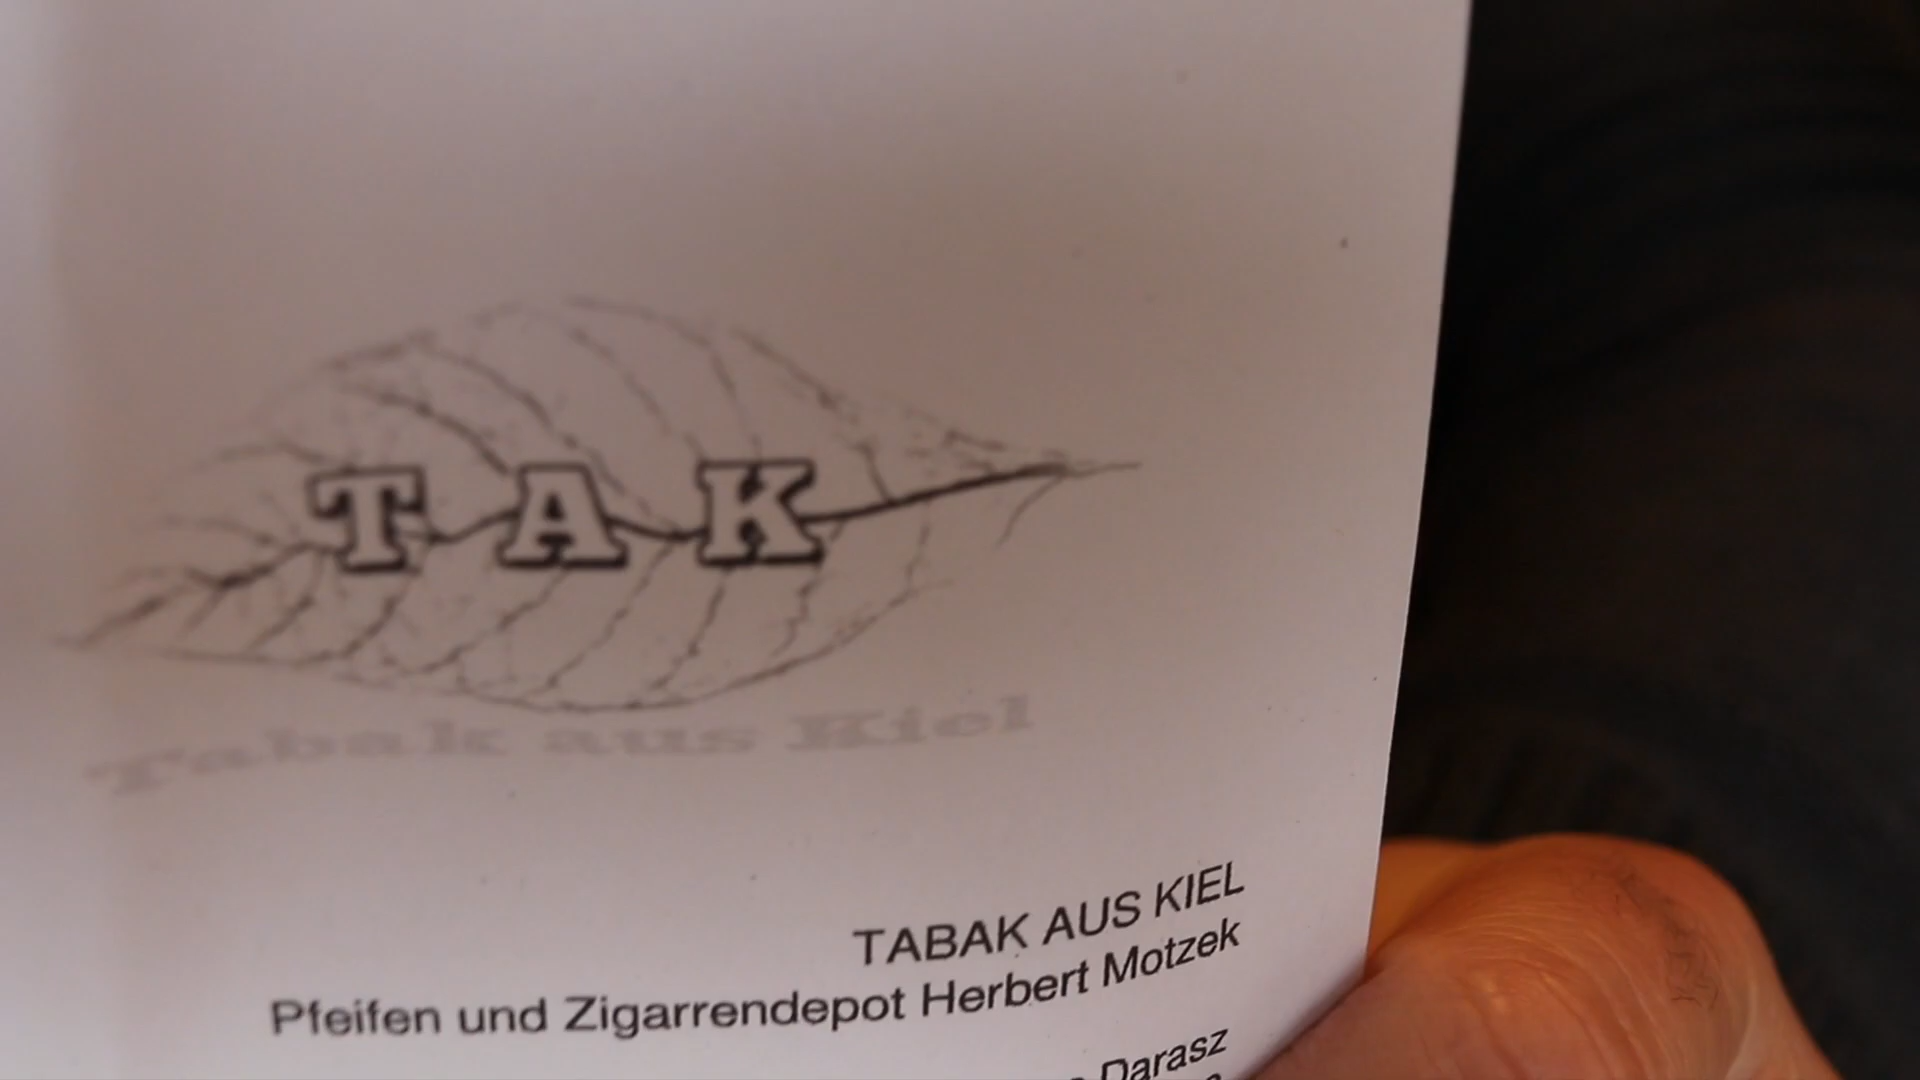 TAK
Tabak aus Kiel
TABAK AUS KIEL
Pfeifen und Zigarrendepot Herbert Motzek
Darasz